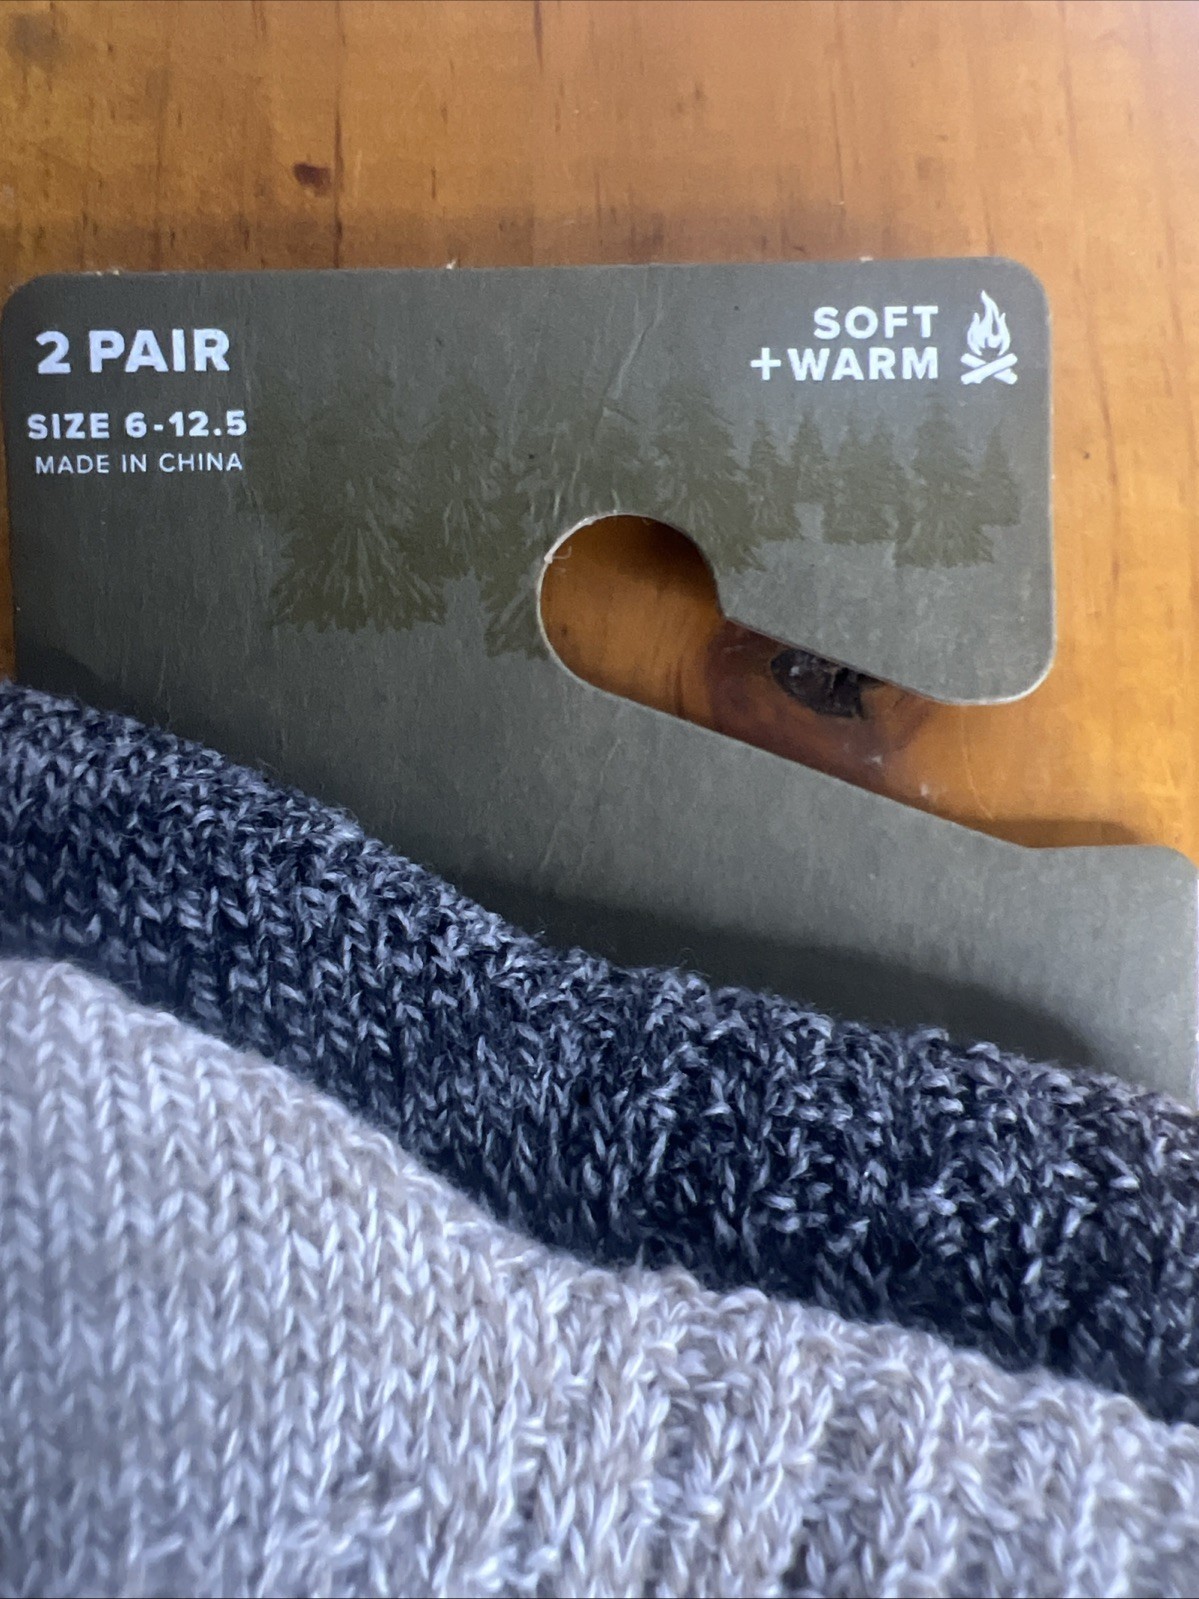 2 PAIR
SIZE 6-12.5
MADE IN CHINA
SOFT
+WARM